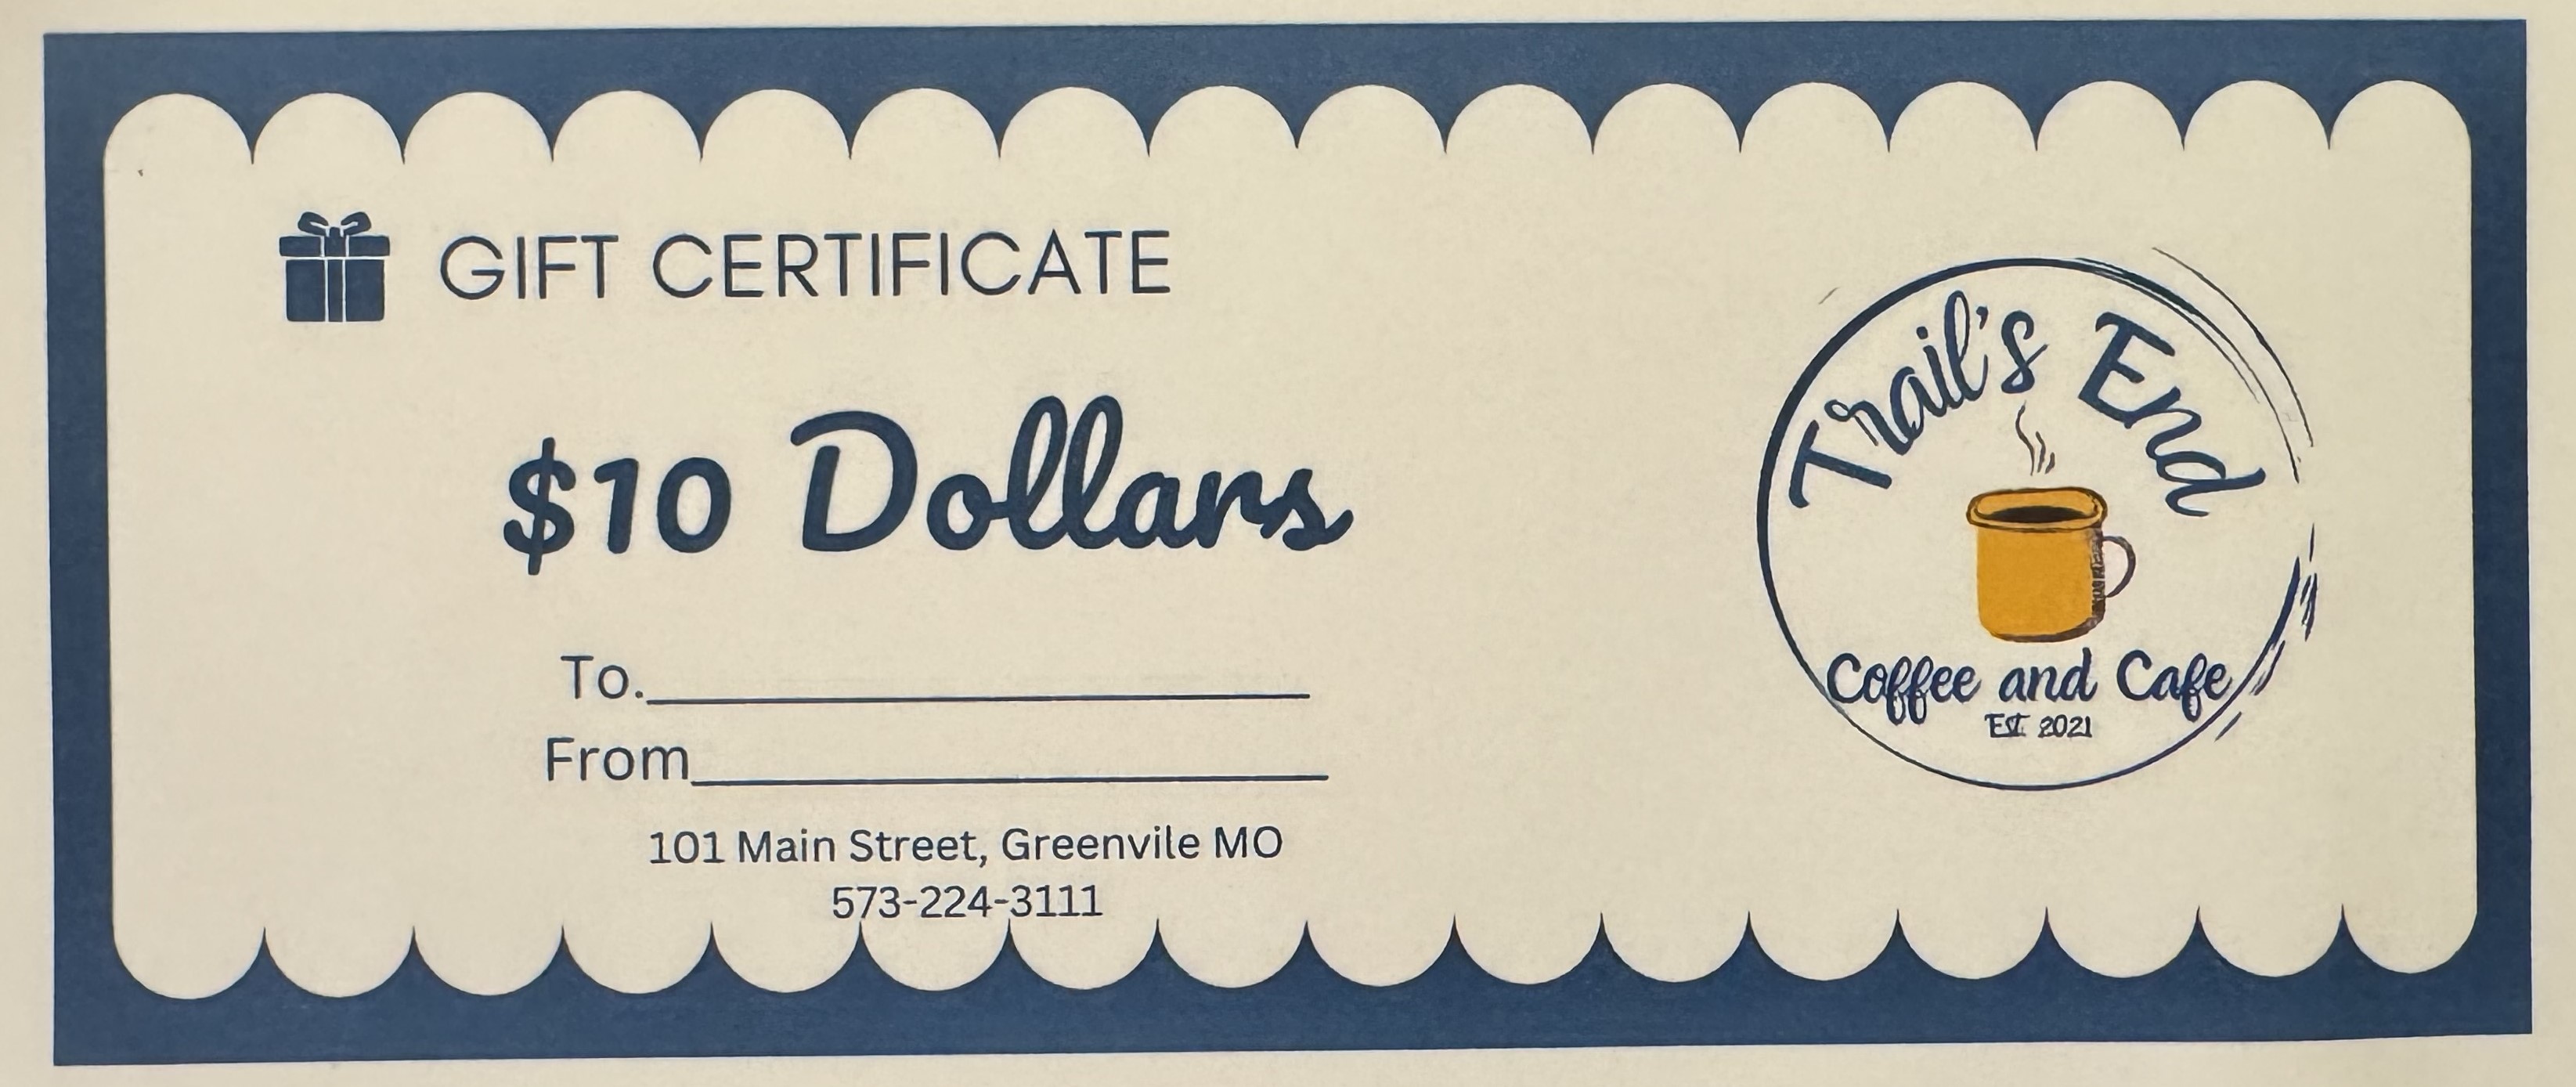 GIFT CERTIFICATE
$10 Dollars
To.
From
101 Main Street, Greenvile MO
573-224-3111
Trail's End
Coffee and Cafe
Est. 2021